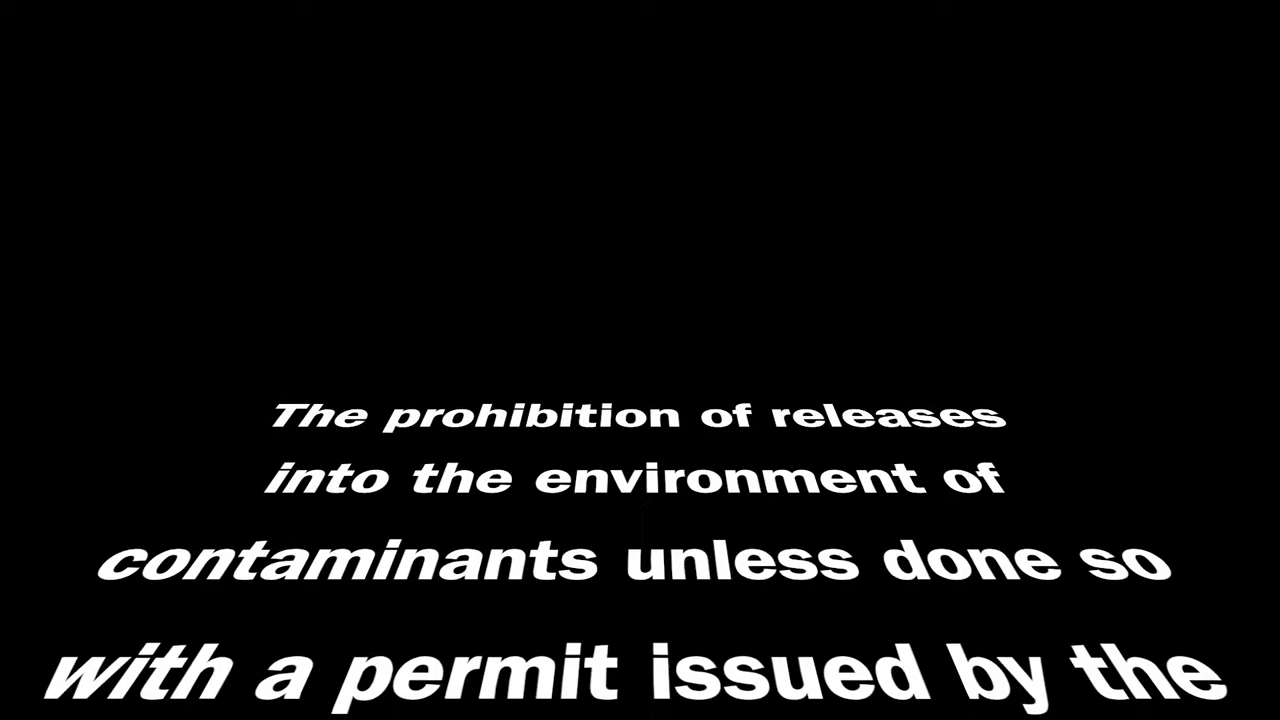 The prohibition of releases
into the environment of
contaminants unless done so
with a permit issued by the